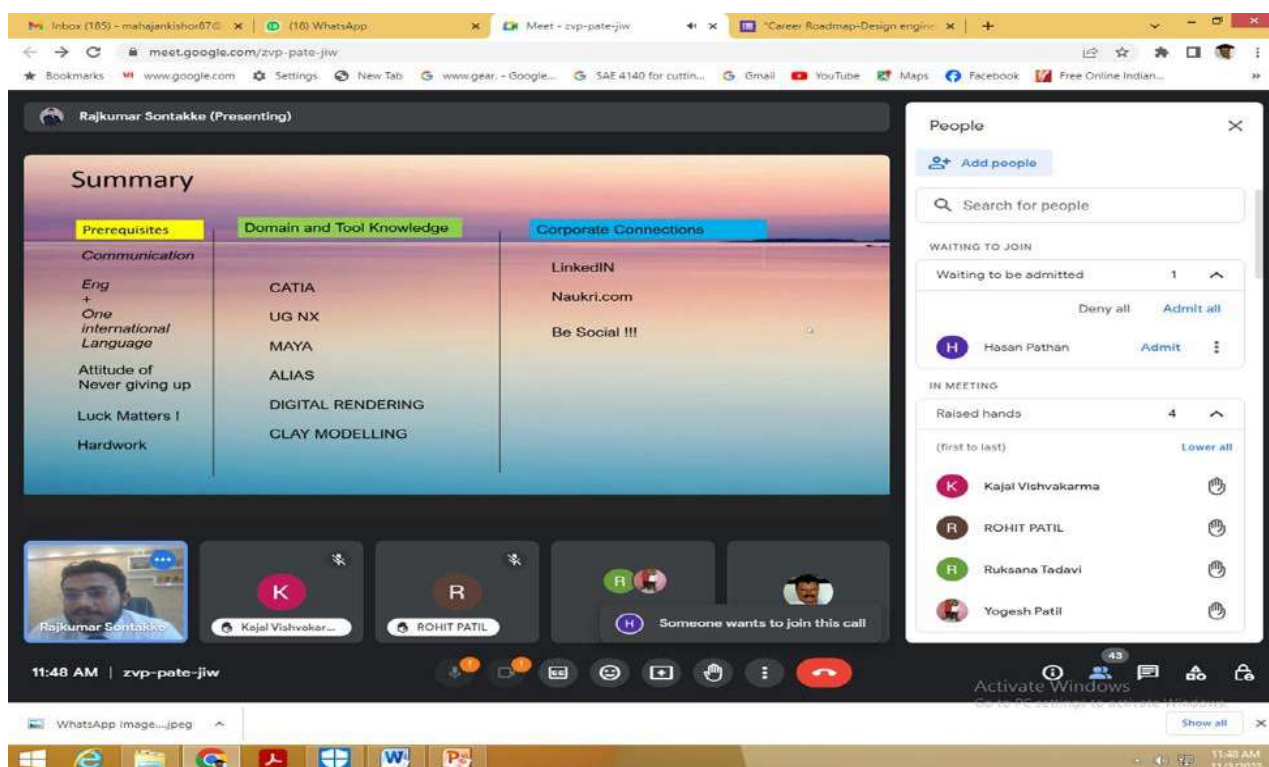 Inbox (185) - mahajankishor87@
(18) WhatsApp
Meet - zvp-pate-jiw
"Career Roadmap-Design engine
meet.google.com/zvp-pate-jiw
Bookmarks
www.google.com
Settings
New Tab
www.gear. - Google...
SAE 4140 for cuttin...
Gmail
YouTube
Maps
Facebook
Free Online Indian...
Rajkumar Sontakke (Presenting)
Summary
Prerequisites
Communication
Eng
+
One
international
Language
Attitude of
Never giving up
Luck Matters !
Hardwork
Domain and Tool Knowledge
CATIA
UG NX
MAYA
ALIAS
DIGITAL RENDERING
CLAY MODELLING
Corporate Connections
LinkedIN
Naukri.com
Be Social !!!
People
Add people
Search for people
WAITING TO JOIN
Waiting to be admitted 1
Deny all Admit all
H Hasan Pathan Admit
IN MEETING
Raised hands 4
(first to last) Lower all
K Kajal Vishvakarma
R ROHIT PATIL
R Ruksana Tadavi
Yogesh Patil
Rajkumar Sontakke
K
Kajal Vishvakar...
R
ROHIT PATIL
R
H Someone wants to join this call
11:48 AM | zvp-pate-jiw
43
Activate Windows
Go to PC settings to activate Windows.
WhatsApp Image....jpeg
Show all
11:48 AM